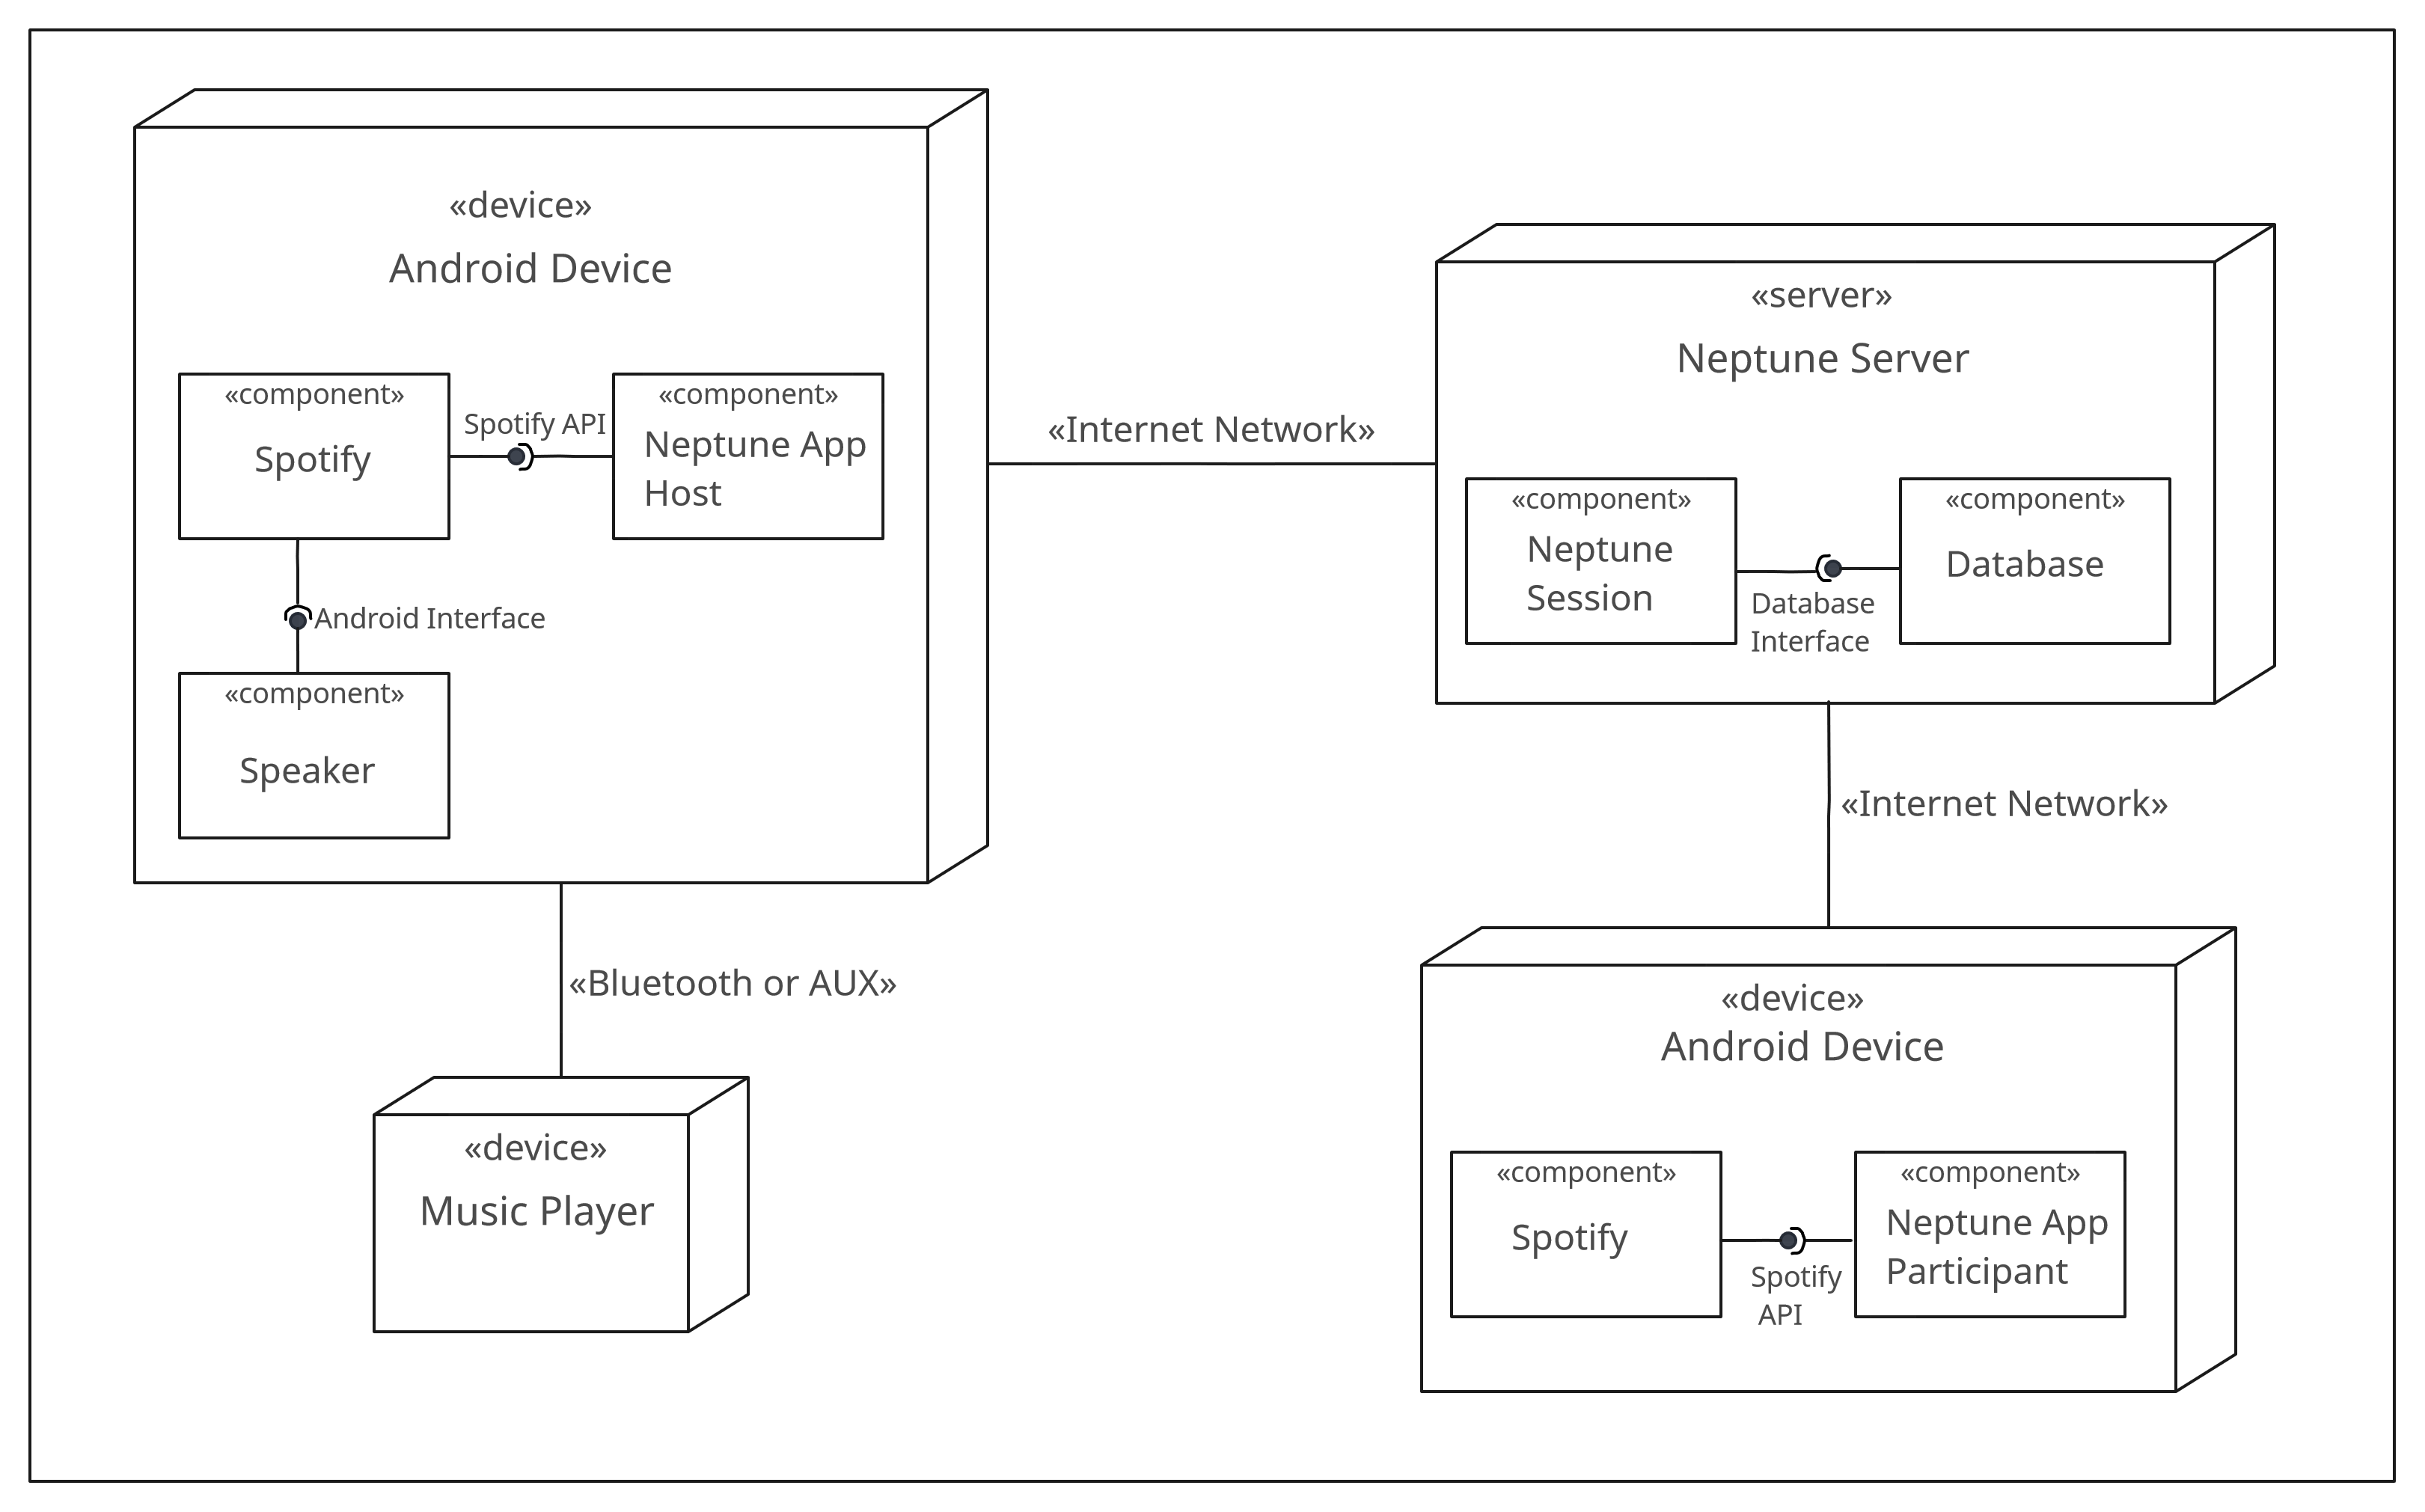 «device»
Android Device
«component»
Spotify
Spotify API
«component»
Neptune App
Host
Android Interface
«component»
Speaker
«Internet Network»
«server»
Neptune Server
«component»
Neptune
Session
Database
Interface
«component»
Database
«Internet Network»
«Bluetooth or AUX»
«device»
Music Player
«device»
Android Device
«component»
Spotify
Spotify
API
«component»
Neptune App
Participant